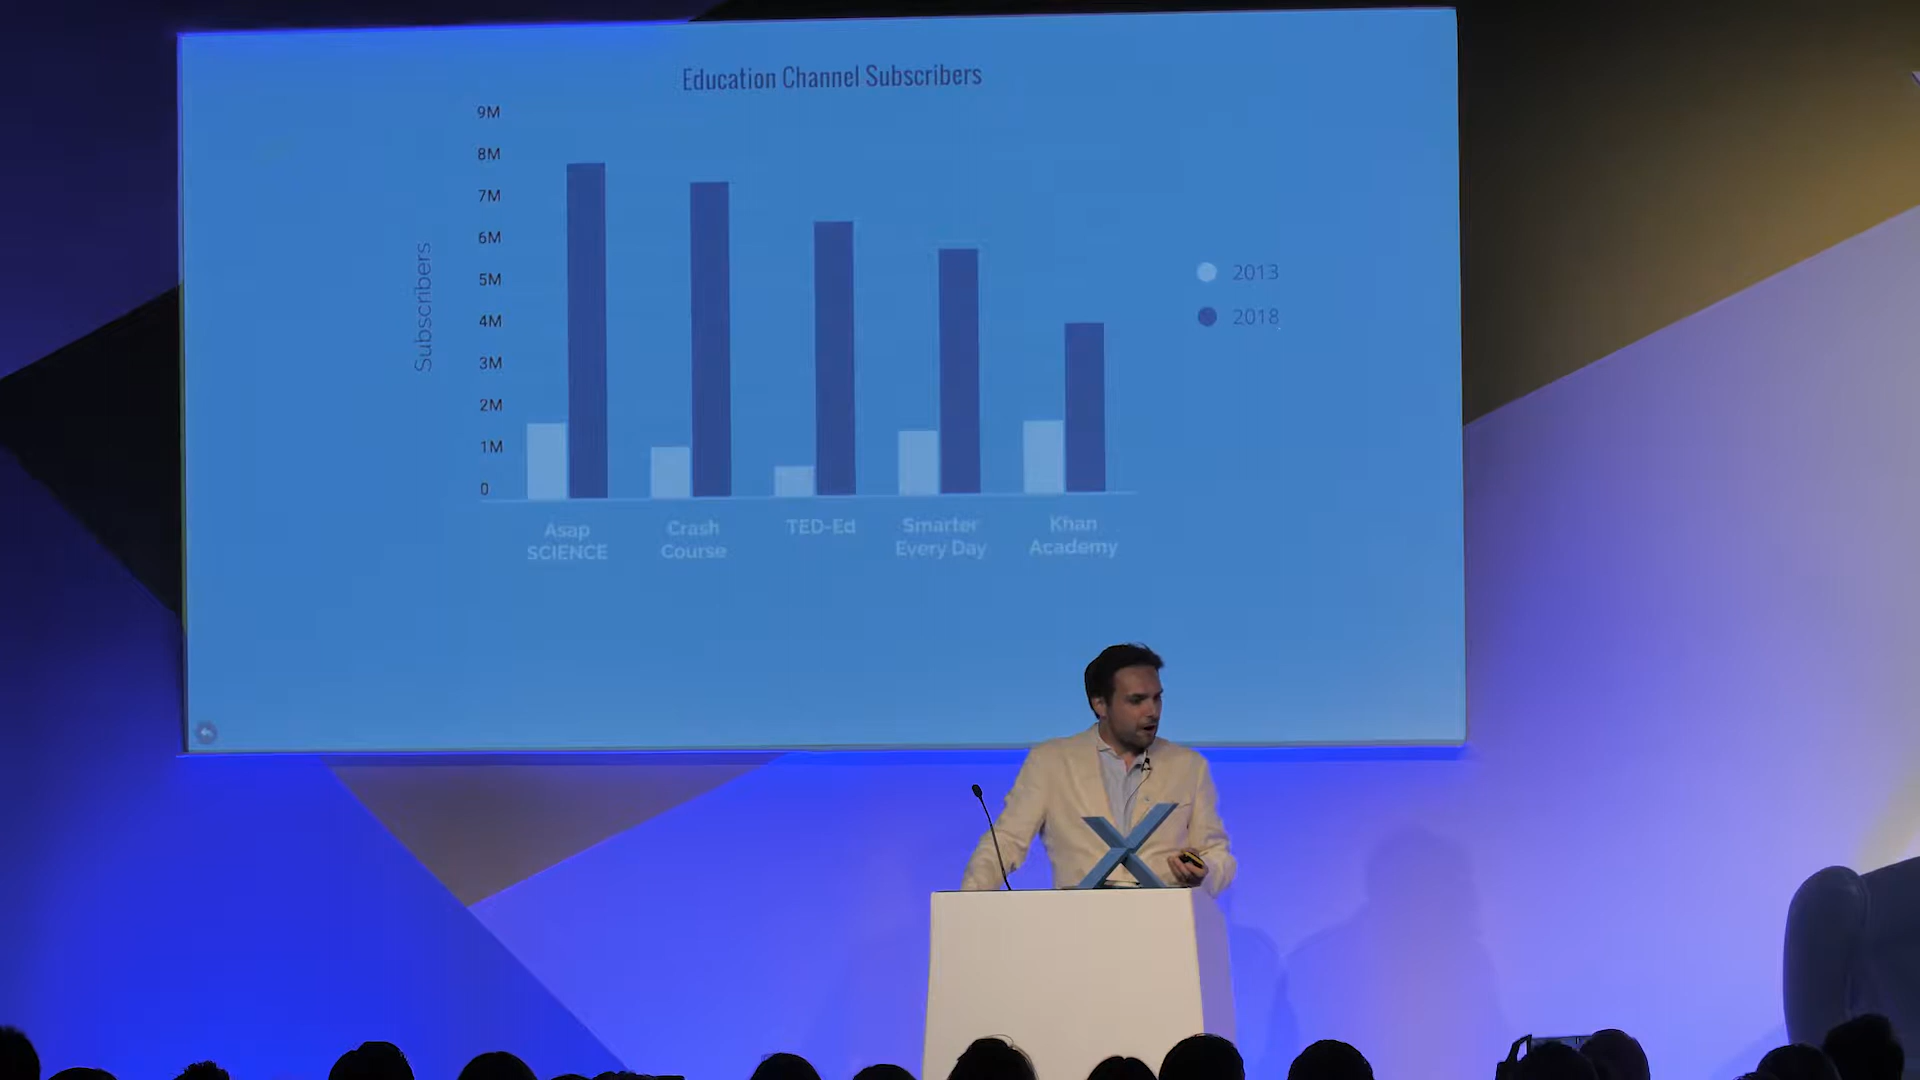 Education Channel Subscribers
9M
8M
7M
6M
5M
4M
3M
2M
1M
0
Subscribers
2013
2018
Asap
SCIENCE
Crash
Course
TED-Ed
Smarter
Every Day
Khan
Academy
X